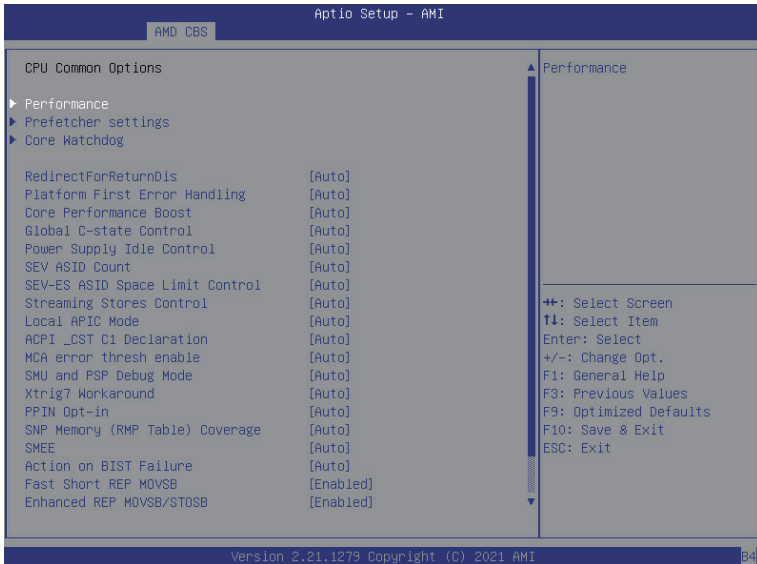 Aptio Setup – AMI
AMD CBS
CPU Common Options
Performance
Prefetcher settings
Core Watchdog
RedirectForReturnDis [Auto]
Platform First Error Handling [Auto]
Core Performance Boost [Auto]
Global C-state Control [Auto]
Power Supply Idle Control [Auto]
SEV ASID Count [Auto]
SEV-ES ASID Space Limit Control [Auto]
Streaming Stores Control [Auto]
Local APIC Mode [Auto]
ACPI _CST C1 Declaration [Auto]
MCA error thresh enable [Auto]
SMU and PSP Debug Mode [Auto]
Xtrig7 Workaround [Auto]
PPIN Opt-in [Auto]
SNP Memory (RMP Table) Coverage [Auto]
SMEE [Auto]
Action on BIST Failure [Auto]
Fast Short REP MOVSB [Enabled]
Enhanced REP MOVSB/STOSB [Enabled]
Performance
→←: Select Screen
↑↓: Select Item
Enter: Select
+/-: Change Opt.
F1: General Help
F3: Previous Values
F9: Optimized Defaults
F10: Save & Exit
ESC: Exit
Version 2.21.1279 Copyright (C) 2021 AMI
B4